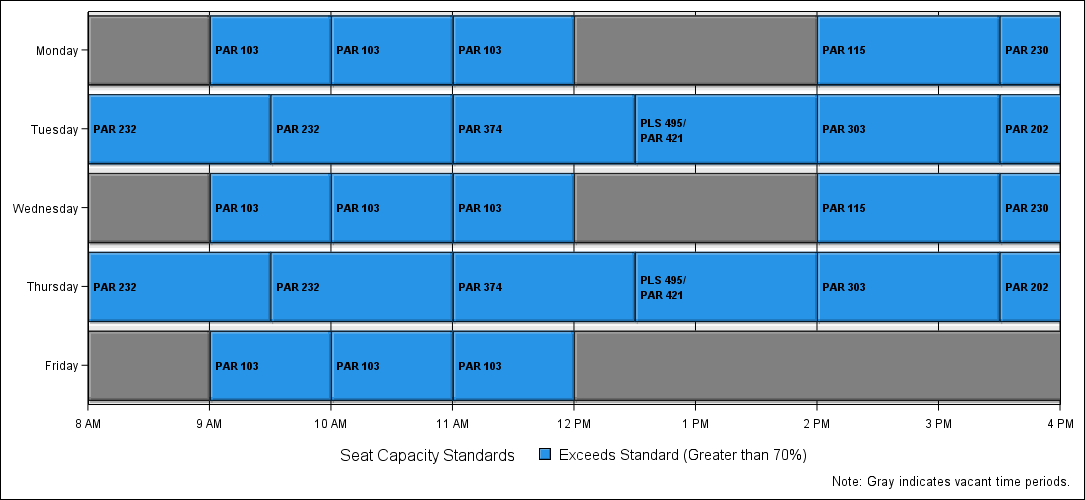 Monday
PAR 103
PAR 103
PAR 103
PAR 115
PAR 230
Tuesday
PAR 232
PAR 232
PAR 374
PLS 495/
PAR 421
PAR 303
PAR 202
Wednesday
PAR 103
PAR 103
PAR 103
PAR 115
PAR 230
Thursday
PAR 232
PAR 232
PAR 374
PLS 495/
PAR 421
PAR 303
PAR 202
Friday
PAR 103
PAR 103
PAR 103
8 AM 9 AM 10 AM 11 AM 12 PM 1 PM 2 PM 3 PM 4 PM
Seat Capacity Standards Exceeds Standard (Greater than 70%)
Note: Gray indicates vacant time periods.